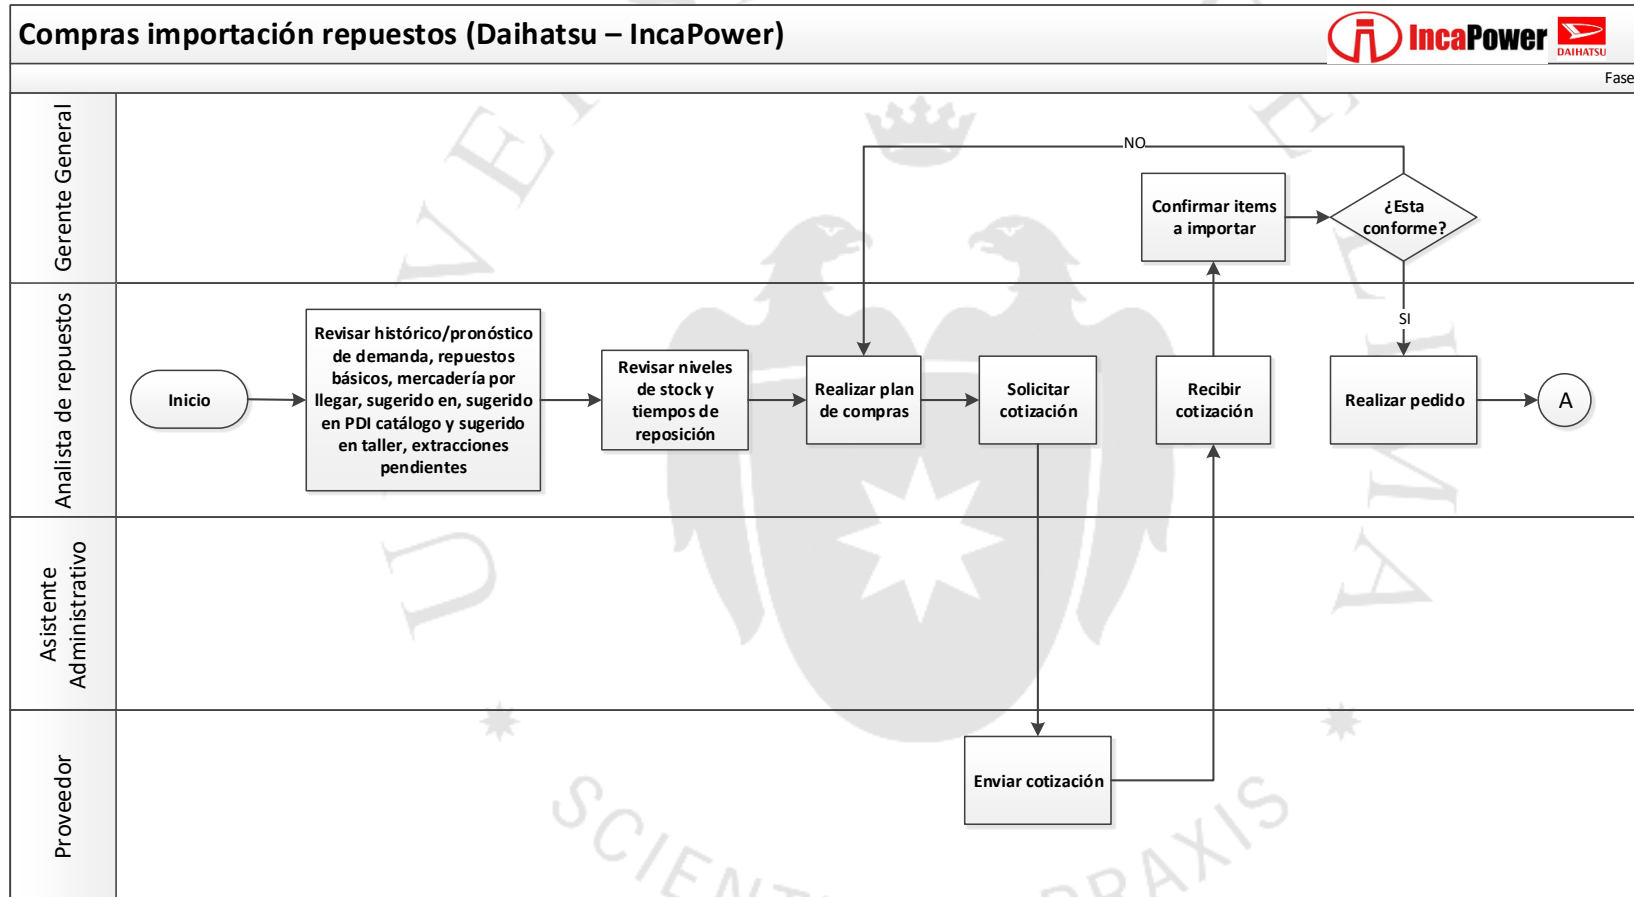 Compras importación repuestos (Daihatsu – IncaPower)
IncaPower
DAIHATSU
Fase
Gerente General
NO
Confirmar items
a importar
¿Esta
conforme?
SI
Analista de repuestos
Inicio
Revisar histórico/pronóstico
de demanda, repuestos
básicos, mercadería por
llegar, sugerido en, sugerido
en PDI catálogo y sugerido
en taller, extracciones
pendientes
Revisar niveles
de stock y
tiempos de
reposición
Realizar plan
de compras
Solicitar
cotización
Recibir
cotización
Realizar pedido
A
Asistente
Administrativo
Proveedor
Enviar cotización
SCIENT
PRAXIS